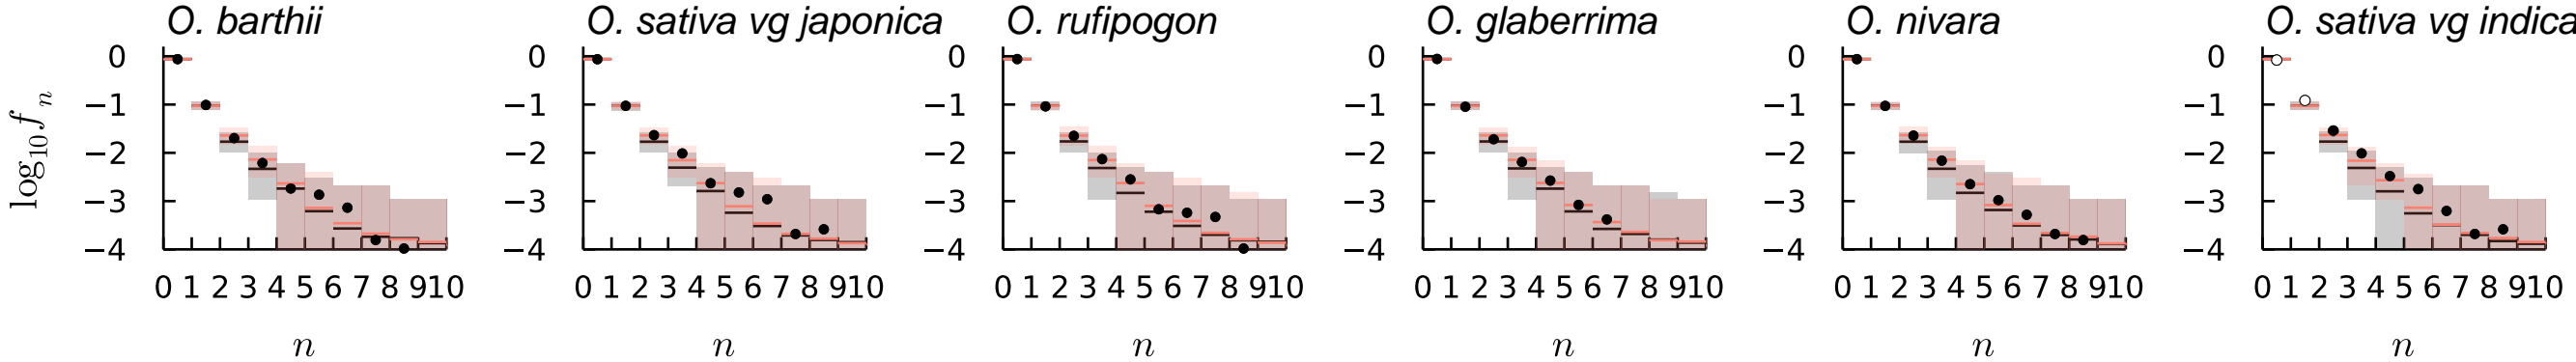 O. barthii
O. sativa vg japonica
O. rufipogon
O. glaberrima
O. nivara
O. sativa vg indica
log10 fn
0 −1 −2 −3 −4
0 −1 −2 −3 −4
0 −1 −2 −3 −4
0 −1 −2 −3 −4
0 −1 −2 −3 −4
0 −1 −2 −3 −4
0 1 2 3 4 5 6 7 8 9 10
0 1 2 3 4 5 6 7 8 9 10
0 1 2 3 4 5 6 7 8 9 10
0 1 2 3 4 5 6 7 8 9 10
0 1 2 3 4 5 6 7 8 9 10
0 1 2 3 4 5 6 7 8 9 10
n
n
n
n
n
n